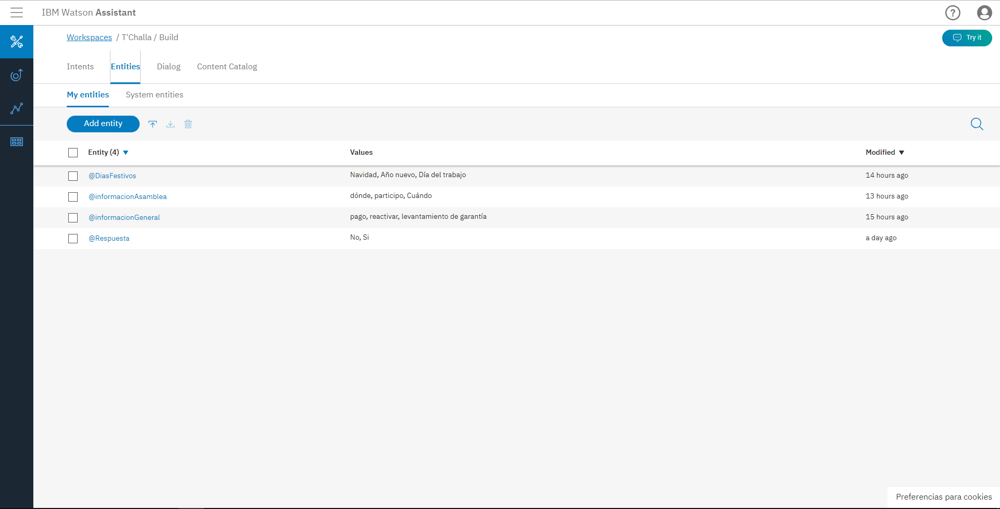 IBM Watson Assistant
?
Workspaces / T'Challa / Build
Try it
Intents Entities Dialog Content Catalog
My entities System entities
Add entity
Entity (4) Values Modified
@DiasFestivos Navidad, Año nuevo, Día del trabajo 14 hours ago
@informacionAsamblea dónde, participo, Cuándo 13 hours ago
@informacionGeneral pago, reactivar, levantamiento de garantía 15 hours ago
@Respuesta No, Si a day ago
Preferencias para cookies